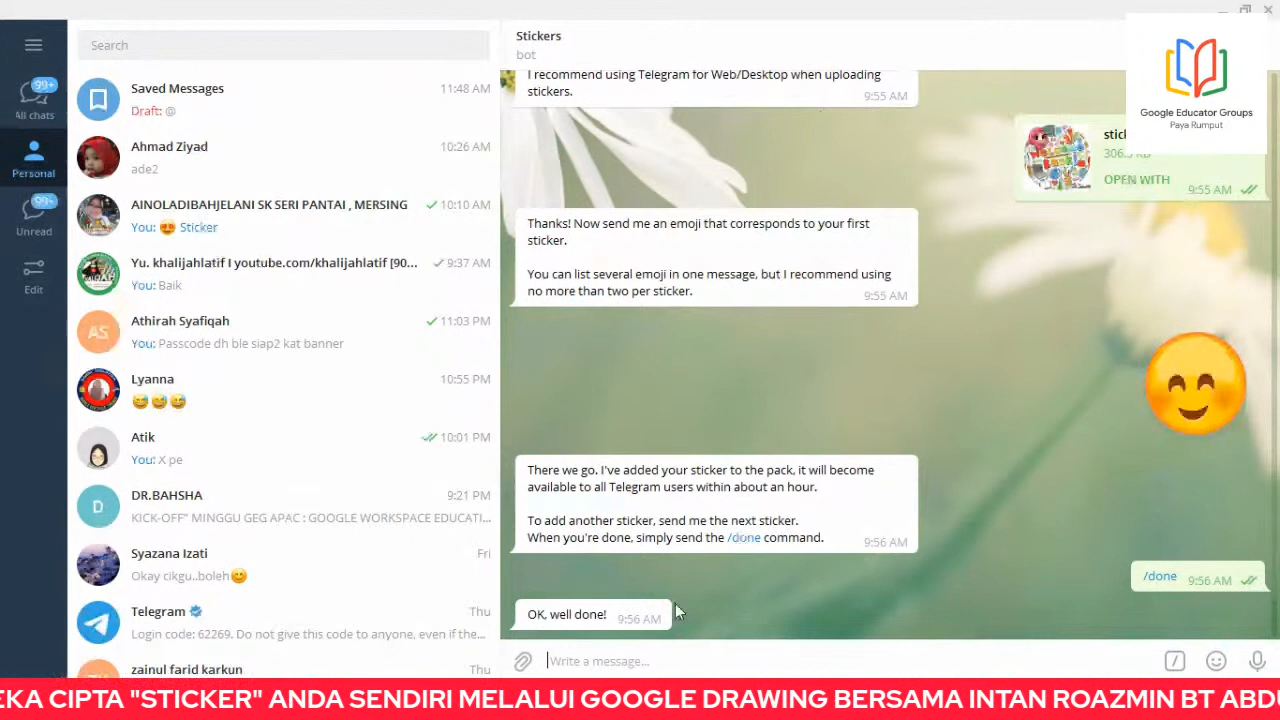 Search
99+
All chats
Personal
99+
Unread
Edit
Saved Messages
11:48 AM
Draft: @
Ahmad Ziyad
10:26 AM
ade2
AINOLADIBAHJELANI SK SERI PANTAI , MERSING
10:10 AM
You: 😍 Sticker
Yu. khalijahlatif I youtube.com/khalijahlatif [90...
9:37 AM
You: Baik
AS
Athirah Syafiqah
11:03 PM
You: Passcode dh ble siap2 kat banner
Lyanna
10:55 PM
😅😅😅
Atik
10:01 PM
You: X pe
D
DR.BAHSHA
9:21 PM
KICK-OFF" MINGGU GEG APAC : GOOGLE WORKSPACE EDUCATI...
Syazana Izati
Fri
Okay cikgu..boleh😊
Telegram
Thu
Login code: 62269. Do not give this code to anyone, even if the...
zainul farid karkun
Thu
Stickers
bot
I recommend using Telegram for Web/Desktop when uploading
stickers.
9:55 AM
Google Educator Groups
Paya Rumput
OPEN WITH
9:55 AM
Thanks! Now send me an emoji that corresponds to your first
sticker.
You can list several emoji in one message, but I recommend using
no more than two per sticker.
9:55 AM
There we go. I've added your sticker to the pack, it will become
available to all Telegram users within about an hour.
To add another sticker, send me the next sticker.
When you're done, simply send the /done command.
9:56 AM
/done
9:56 AM
OK, well done!
9:56 AM
Write a message...
EKA CIPTA "STICKER" ANDA SENDIRI MELALUI GOOGLE DRAWING BERSAMA INTAN ROAZMIN BT ABD